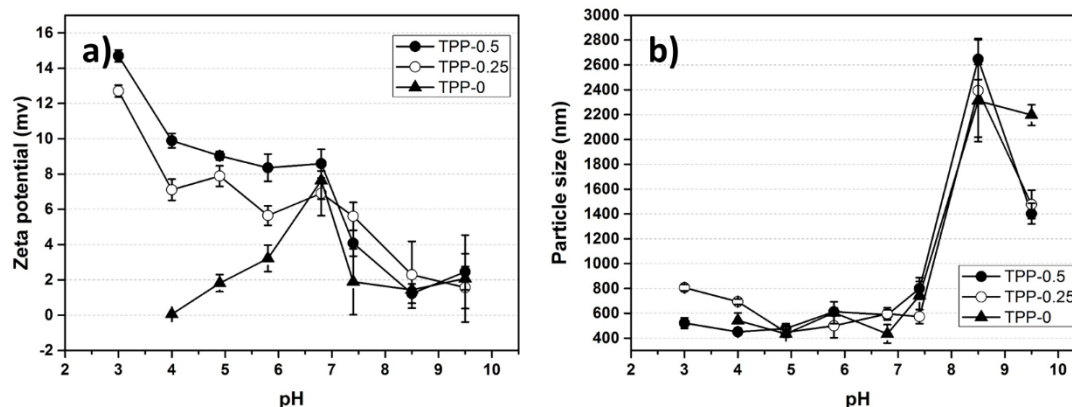 a)
TPP-0.5
TPP-0.25
TPP-0
Zeta potential (mv)
16
14
12
10
8
6
4
2
0
-2
2 3 4 5 6 7 8 9 10
pH
b)
TPP-0.5
TPP-0.25
TPP-0
Particle size (nm)
3000
2800
2600
2400
2200
2000
1800
1600
1400
1200
1000
800
600
400
2 3 4 5 6 7 8 9 10
pH